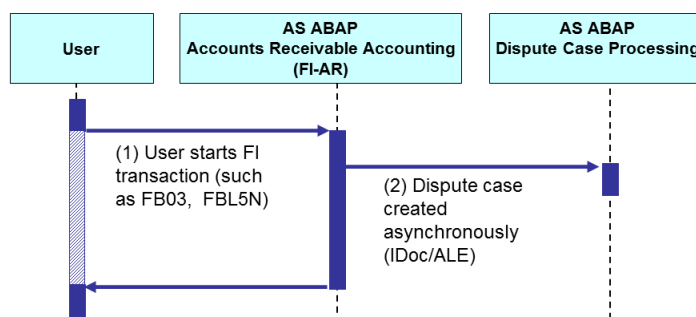 User
AS ABAP
Accounts Receivable Accounting
(FI-AR)
AS ABAP
Dispute Case Processing
(1) User starts FI
transaction (such
as FB03,  FBL5N)
(2) Dispute case
created
asynchronously
(IDoc/ALE)